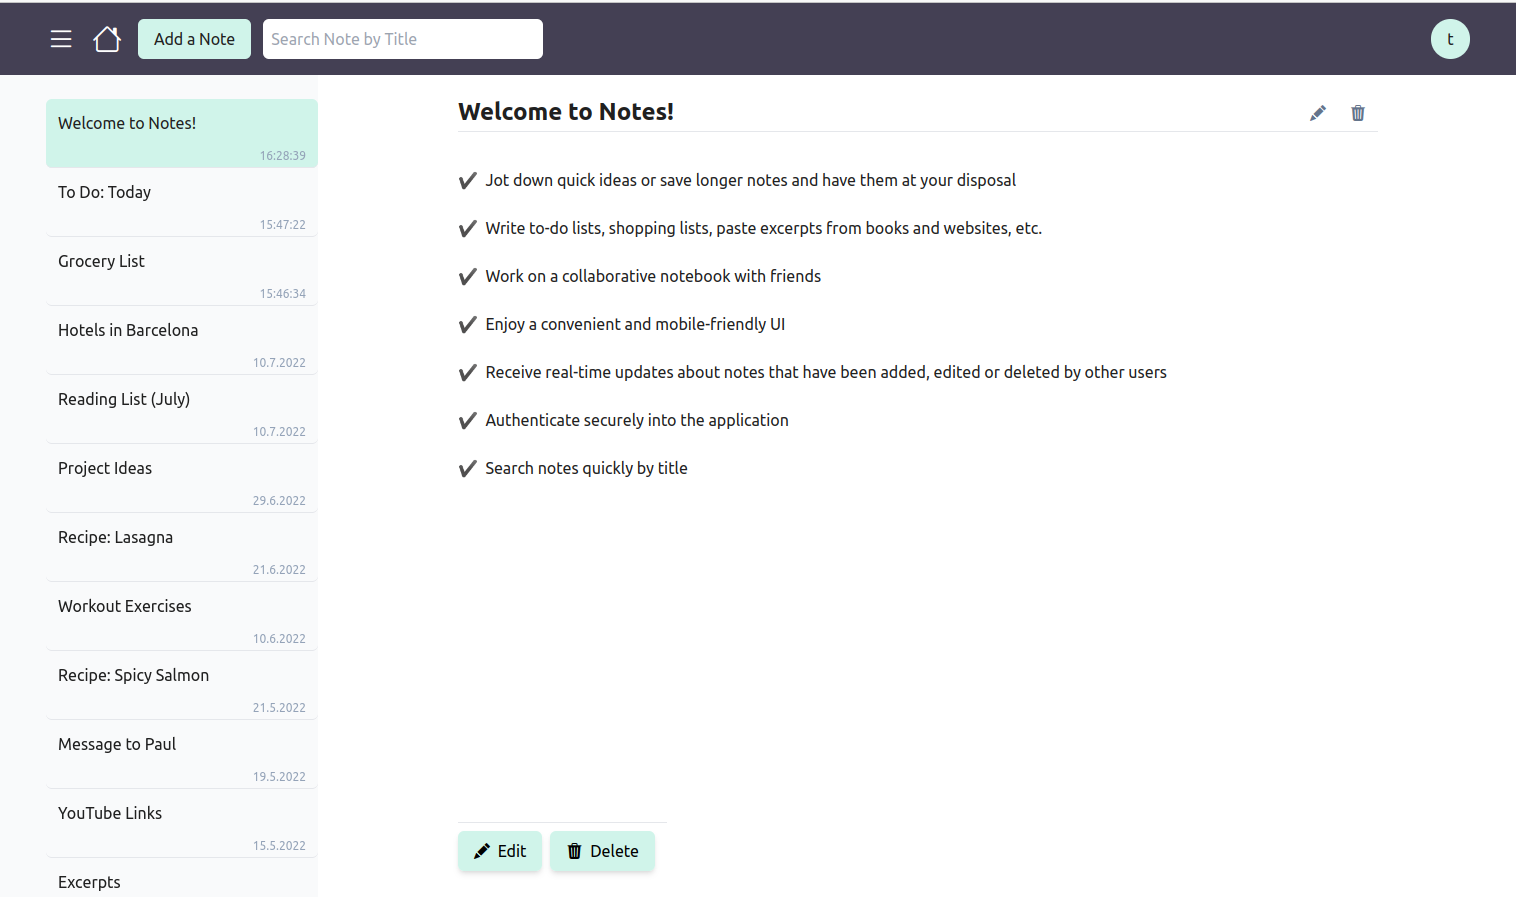 Add a Note
Search Note by Title
t
Welcome to Notes!
16:28:39
To Do: Today
15:47:22
Grocery List
15:46:34
Hotels in Barcelona
10.7.2022
Reading List (July)
10.7.2022
Project Ideas
29.6.2022
Recipe: Lasagna
21.6.2022
Workout Exercises
10.6.2022
Recipe: Spicy Salmon
21.5.2022
Message to Paul
19.5.2022
YouTube Links
15.5.2022
Excerpts
Welcome to Notes!
✔ Jot down quick ideas or save longer notes and have them at your disposal
✔ Write to-do lists, shopping lists, paste excerpts from books and websites, etc.
✔ Work on a collaborative notebook with friends
✔ Enjoy a convenient and mobile-friendly UI
✔ Receive real-time updates about notes that have been added, edited or deleted by other users
✔ Authenticate securely into the application
✔ Search notes quickly by title
Edit
Delete